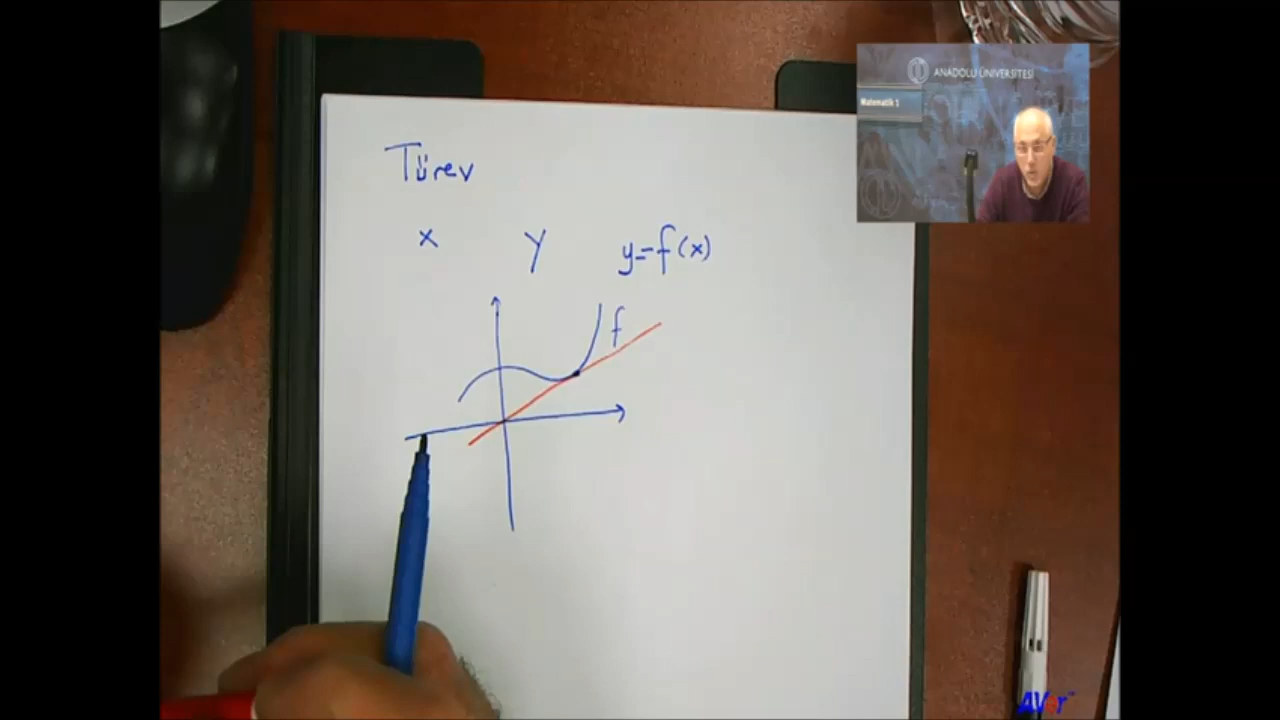 ANADOLU ÜNİVERSİTESİ
Matematik 1
Türev
x y y=f(x)
f
AVer